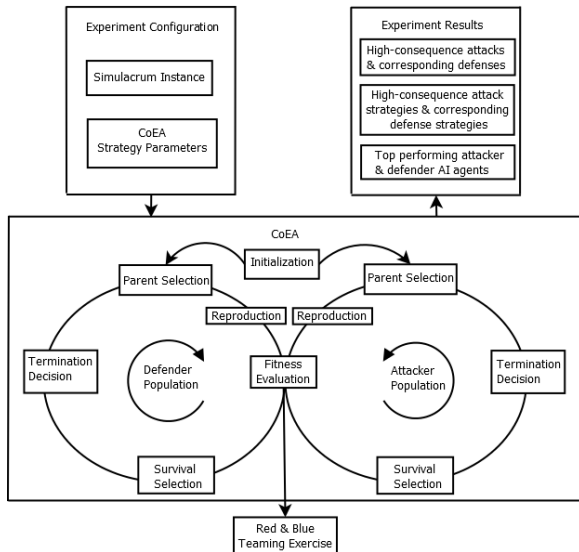 Experiment Configuration
Simulacrum Instance
CoEA
Strategy Parameters
Experiment Results
High-consequence attacks
& corresponding defenses
High-consequence attack
strategies & corresponding
defense strategies
Top performing attacker
& defender AI agents
CoEA
Initialization
Parent Selection
Parent Selection
Reproduction
Reproduction
Termination
Decision
Defender
Population
Fitness
Evaluation
Attacker
Population
Termination
Decision
Survival
Selection
Survival
Selection
Red & Blue
Teaming Exercise